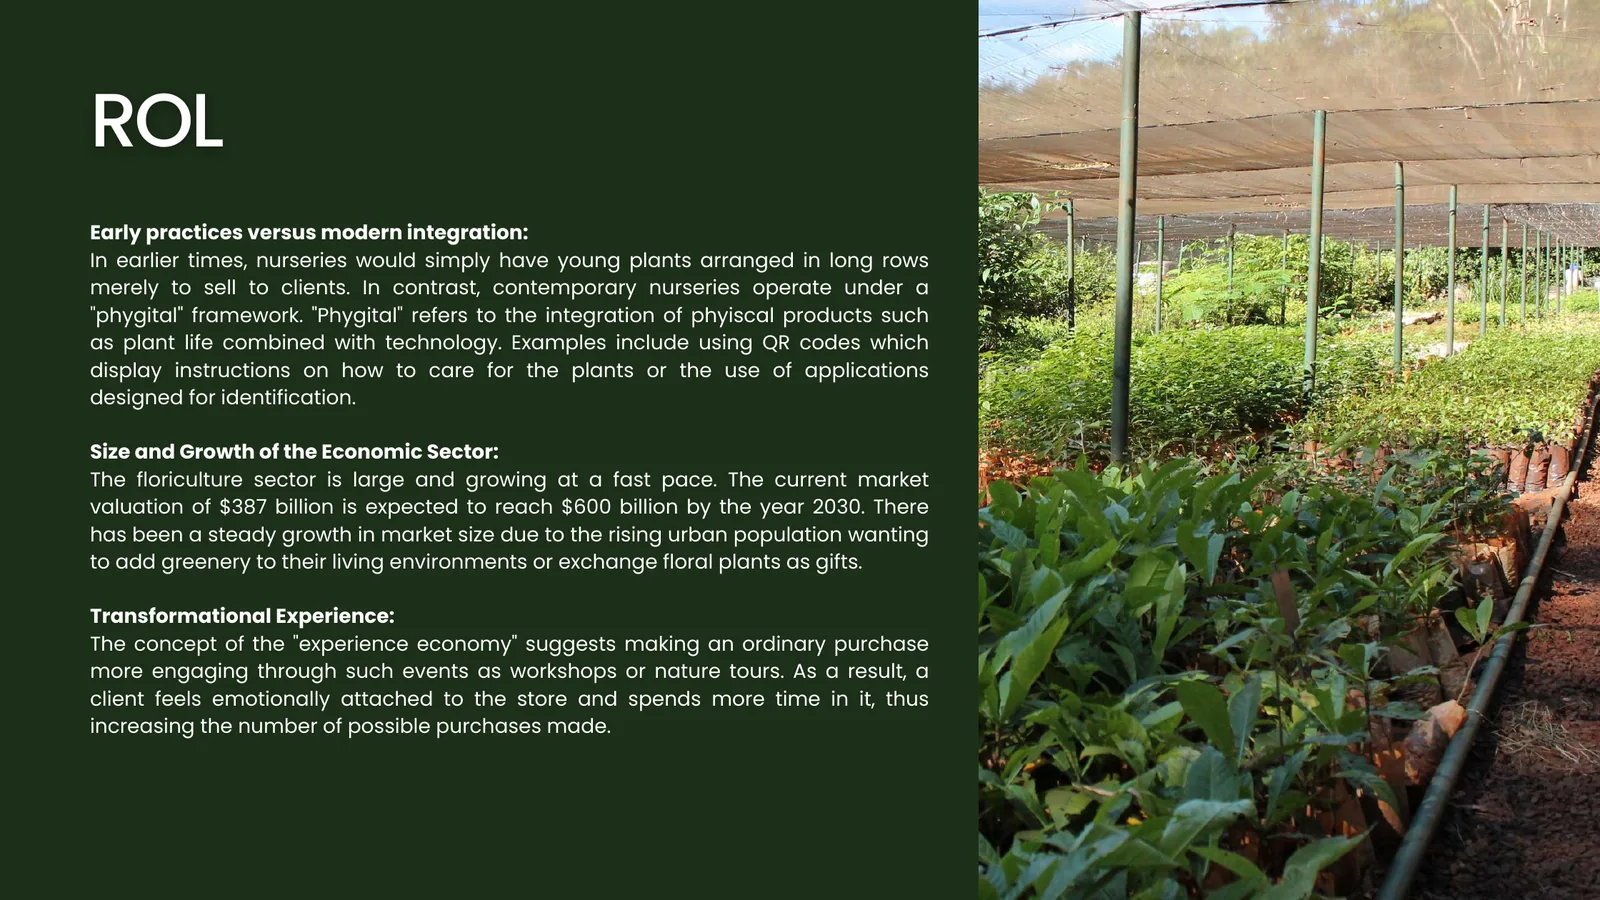 ROL
Early practices versus modern integration:
In earlier times, nurseries would simply have young plants arranged in long rows
merely to sell to clients. In contrast, contemporary nurseries operate under a
"phygital" framework. "Phygital" refers to the integration of phyiscal products such
as plant life combined with technology. Examples include using QR codes which
display instructions on how to care for the plants or the use of applications
designed for identification.
Size and Growth of the Economic Sector:
The floriculture sector is large and growing at a fast pace. The current market
valuation of $387 billion is expected to reach $600 billion by the year 2030. There
has been a steady growth in market size due to the rising urban population wanting
to add greenery to their living environments or exchange floral plants as gifts.
Transformational Experience:
The concept of the "experience economy" suggests making an ordinary purchase
more engaging through such events as workshops or nature tours. As a result, a
client feels emotionally attached to the store and spends more time in it, thus
increasing the number of possible purchases made.